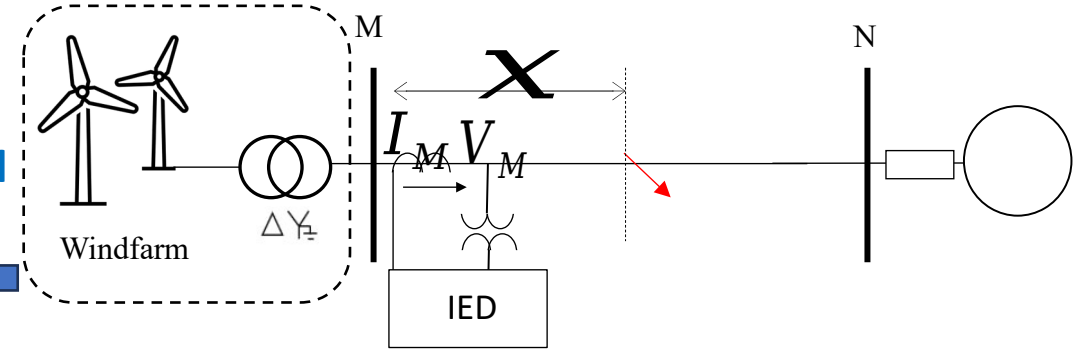 M
N
X
I_M V_M
Δ Y
Windfarm
IED